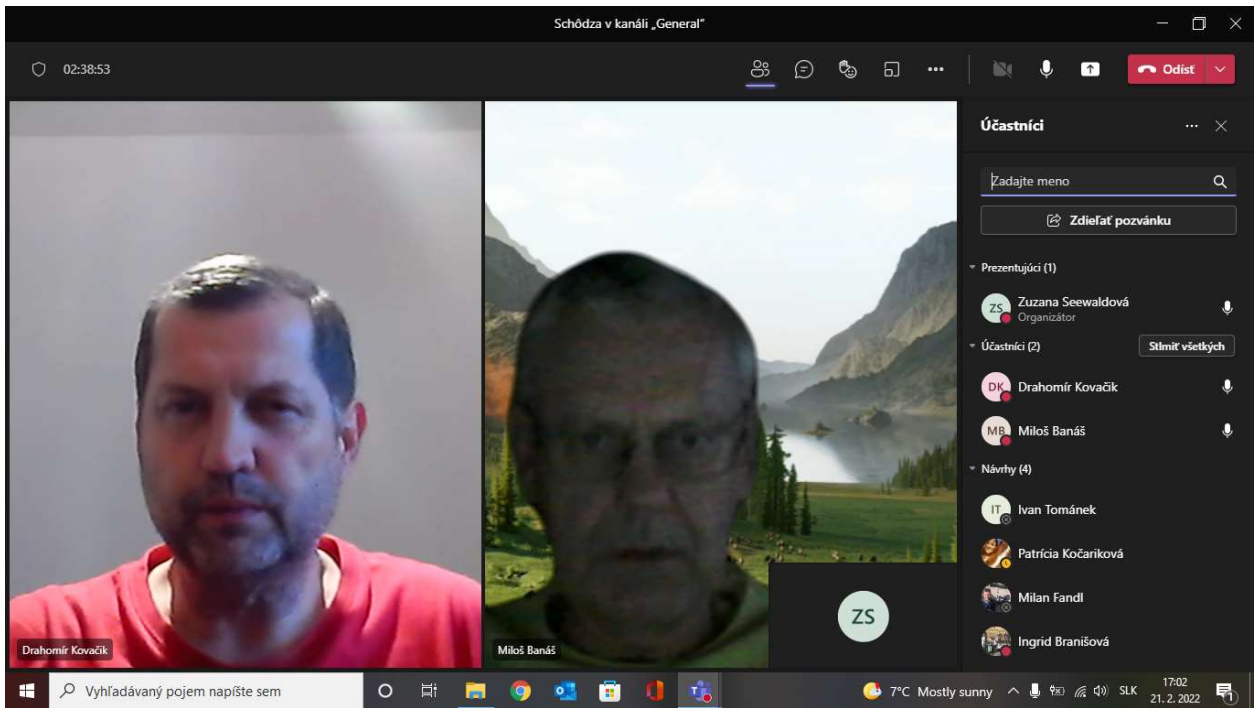 Schôdza v kanáli „General“
02:38:53
Odísť
Účastníci
Zadajte meno
Zdieľať pozvánku
Prezentujúci (1)
ZS
Zuzana Seewaldová
Organizátor
Účastníci (2)
Stlmiť všetkých
DK
Drahomír Kovačik
MB
Miloš Banáš
Návrhy (4)
IT
Ivan Tománek
Patrícia Kočariková
Milan Fandl
Ingrid Branišová
Drahomír Kovačik
Miloš Banáš
ZS
Vyhľadávaný pojem napíšte sem
7°C Mostly sunny
SLK
17:02
21. 2. 2022
1